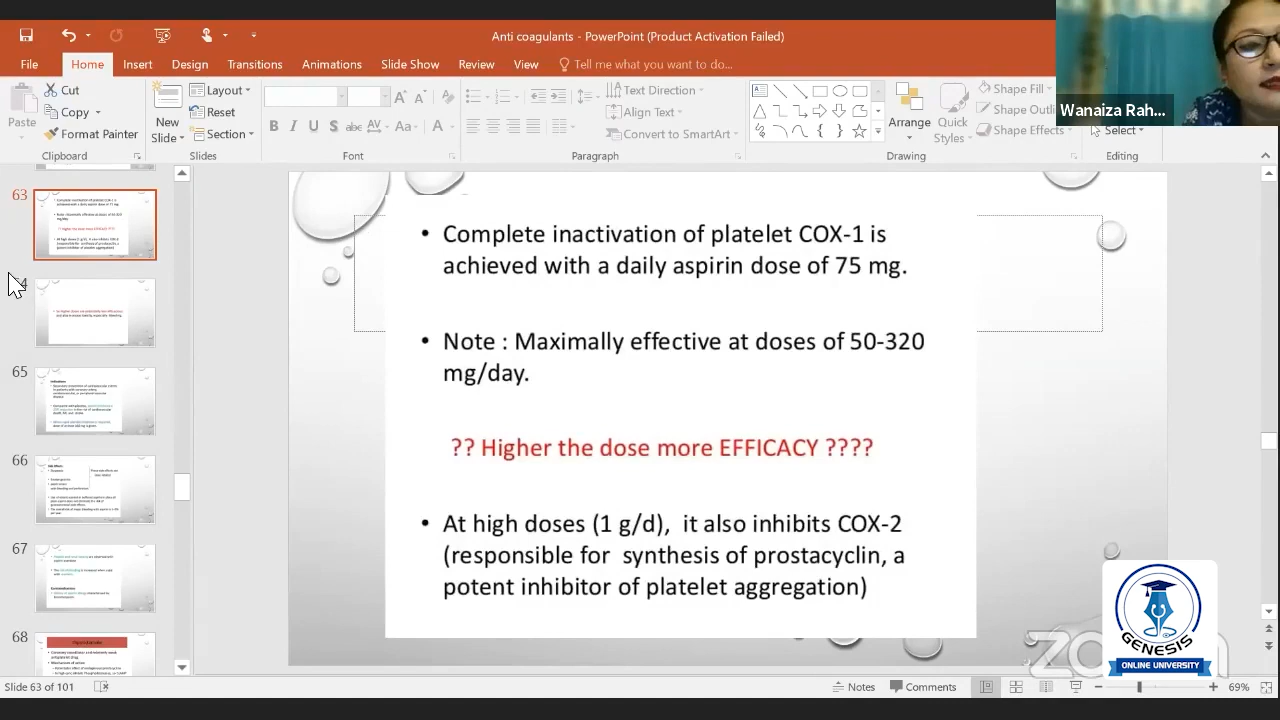 Anti coagulants - PowerPoint (Product Activation Failed)
File Home Insert Design Transitions Animations Slide Show Review View Tell me what you want to do...
Paste
Cut
Copy
Format Painter
Clipboard
New
Slide
Layout
Reset
Section
Slides
Font
Text Direction
Align Text
Convert to SmartArt
Paragraph
Arrange
Quick
Styles
Shape Fill
Shape Outli
Shape Effects
Drawing
Select
Editing
Wanaiza Rah...
63
65
66
67
68
• Complete inactivation of platelet COX-1 is
achieved with a daily aspirin dose of 75 mg.
• Note : Maximally effective at doses of 50-320
mg/day.
?? Higher the dose more EFFICACY ????
• At high doses (1 g/d), it also inhibits COX-2
(responsible for synthesis of prostacyclin, a
potent inhibitor of platelet aggregation)
GENESIS
ONLINE UNIVERSITY
Slide 63 of 101
Notes
Comments
69%